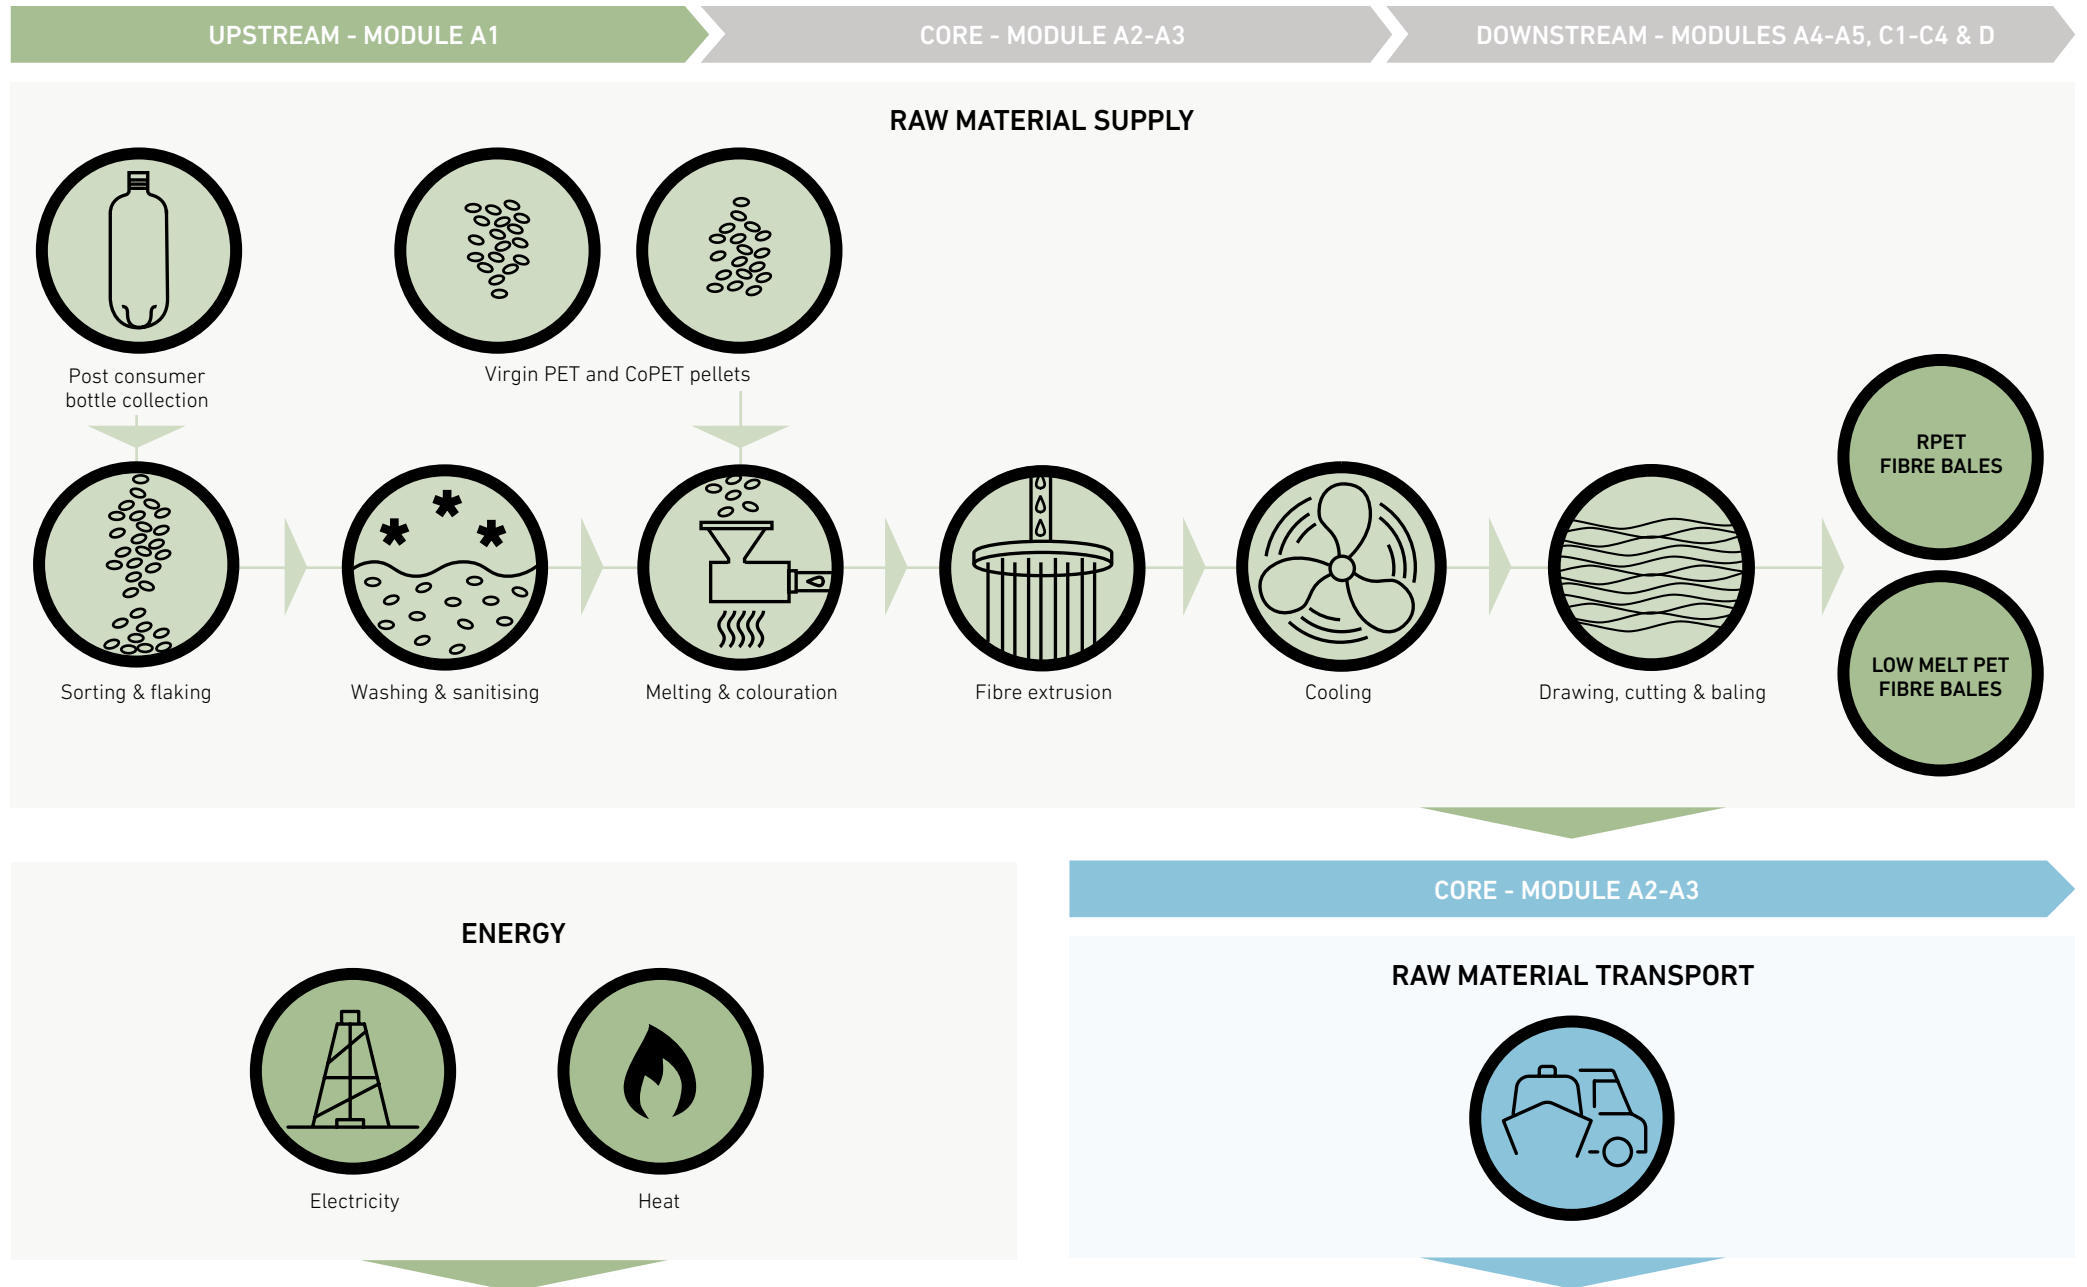 UPSTREAM - MODULE A1
CORE - MODULE A2-A3
DOWNSTREAM - MODULES A4-A5, C1-C4 & D
RAW MATERIAL SUPPLY
Post consumer
bottle collection
Virgin PET and CoPET pellets
Sorting & flaking
Washing & sanitising
Melting & colouration
Fibre extrusion
Cooling
Drawing, cutting & baling
RPET
FIBRE BALES
LOW MELT PET
FIBRE BALES
ENERGY
Electricity
Heat
CORE - MODULE A2-A3
RAW MATERIAL TRANSPORT